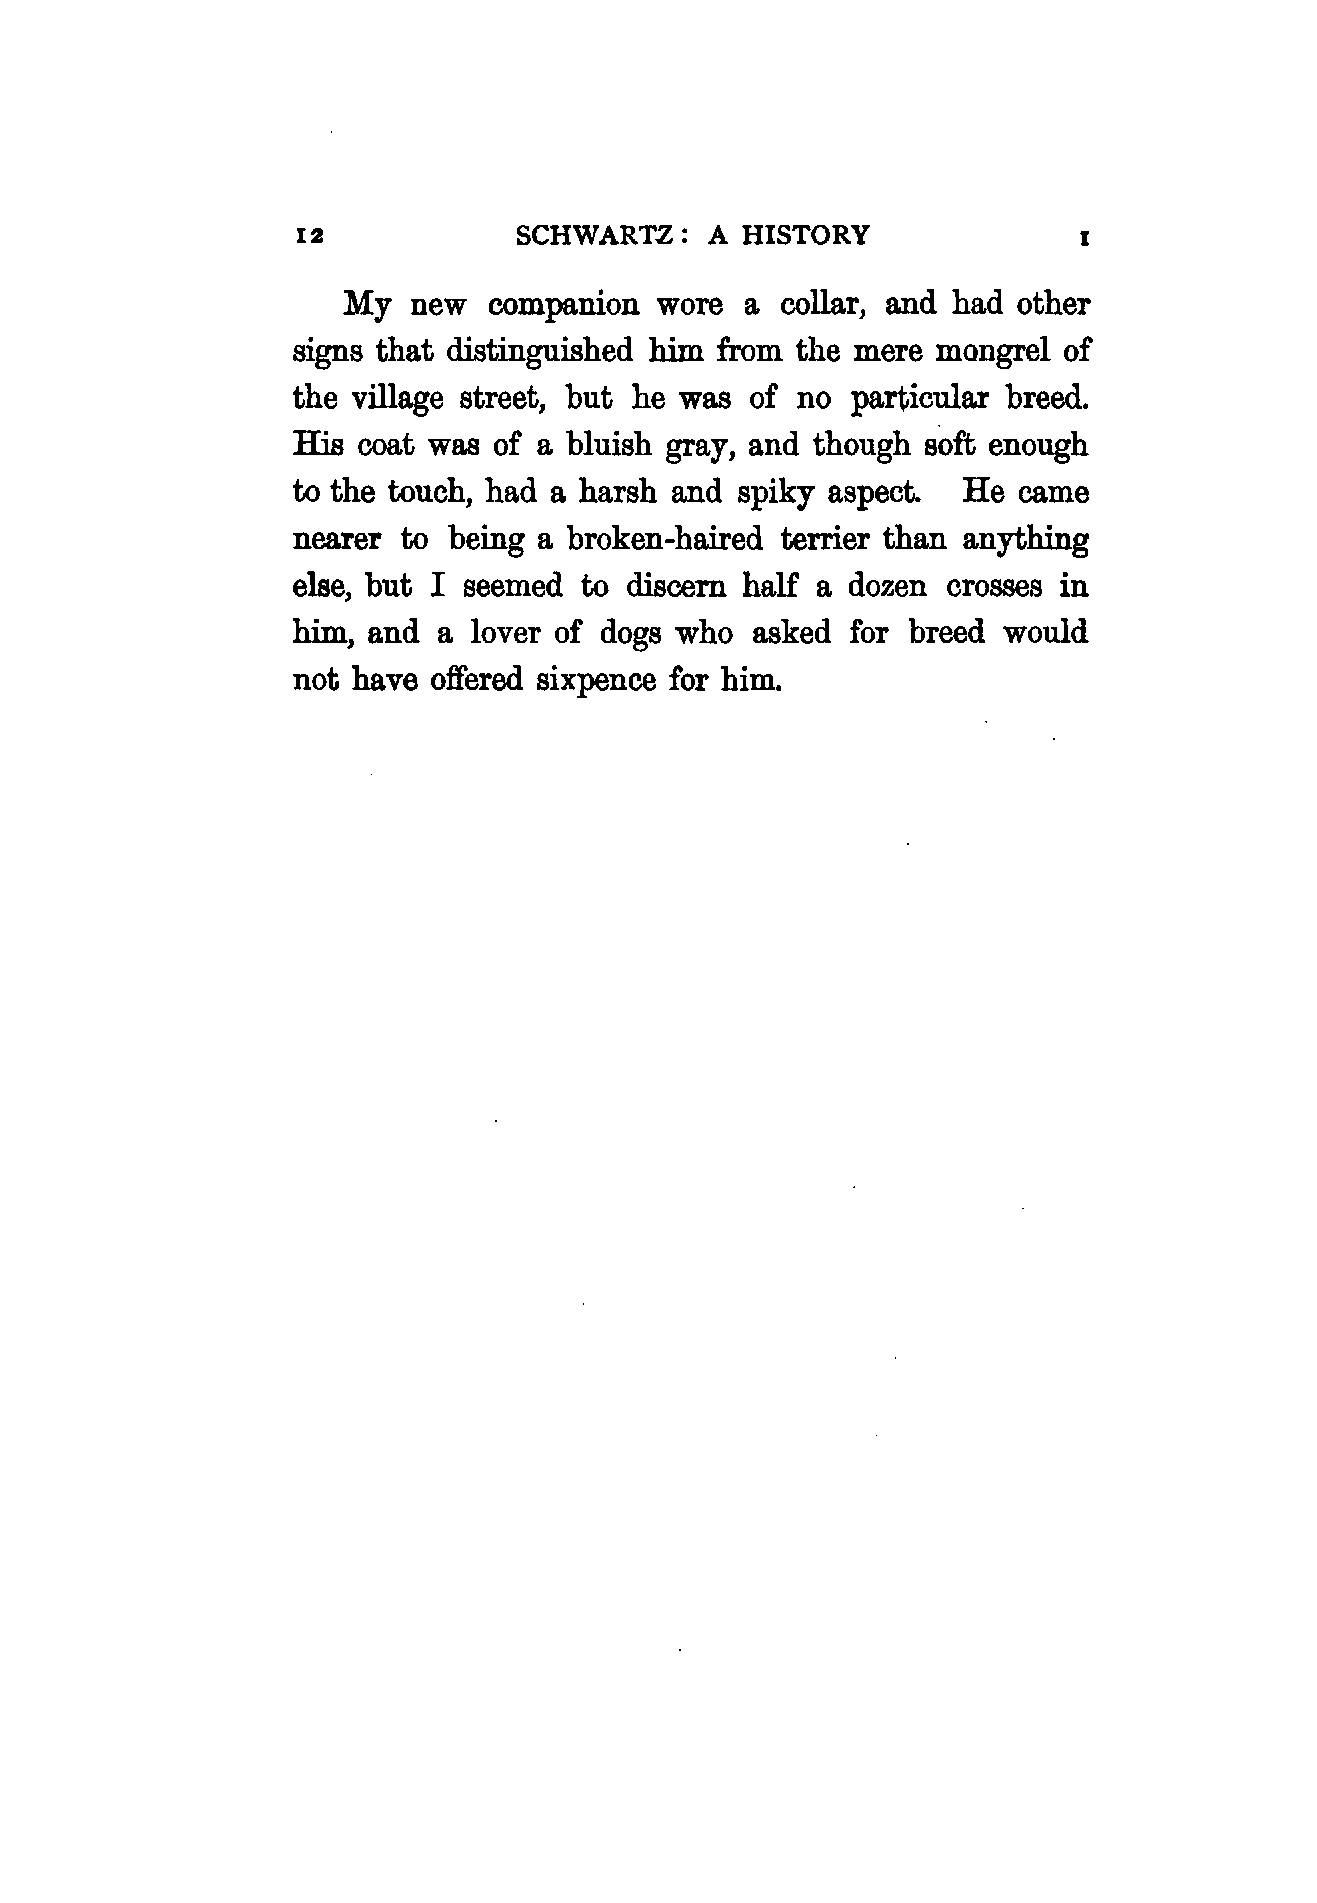 12 SCHWARTZ: A HISTORY I
My new companion wore a collar, and had other
signs that distinguished him from the mere mongrel of
the village street, but he was of no particular breed.
His coat was of a bluish gray, and though soft enough
to the touch, had a harsh and spiky aspect. He came
nearer to being a broken-haired terrier than anything
else, but I seemed to discern half a dozen crosses in
him, and a lover of dogs who asked for breed would
not have offered sixpence for him.